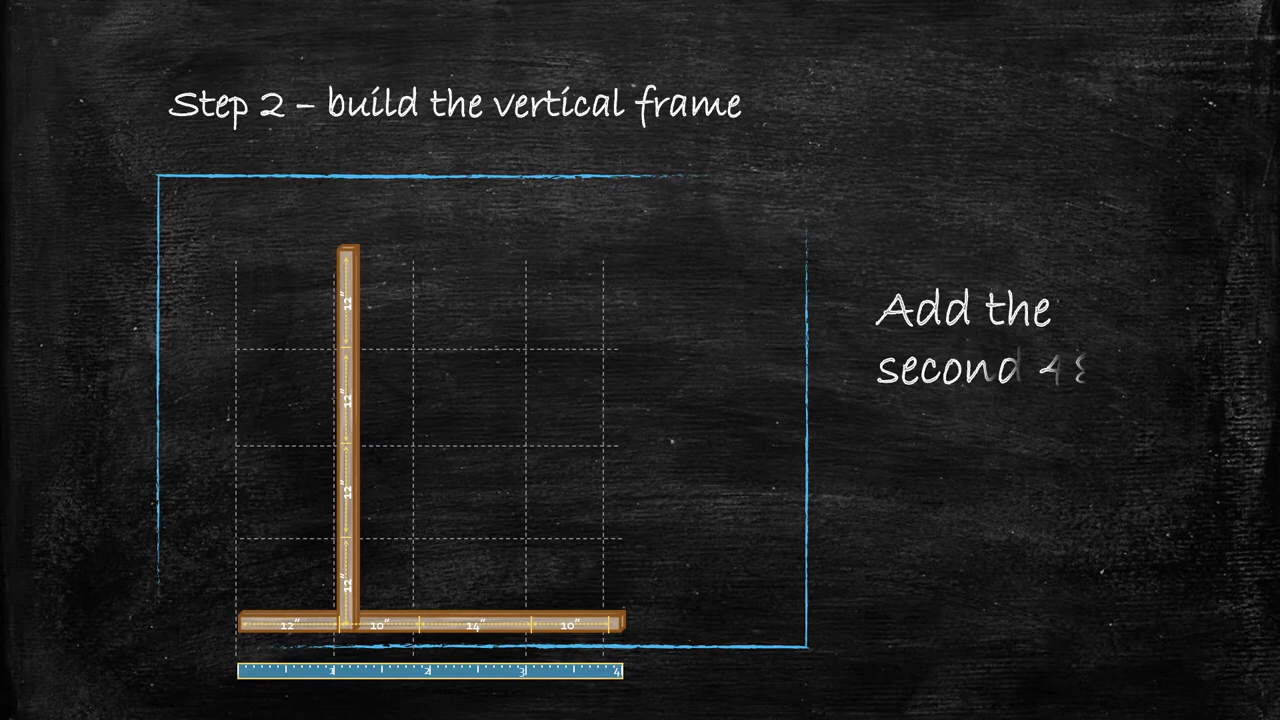 Step 2 – build the vertical frame
Add the
second 4
12”
12”
12”
12”
12” 10” 14” 10”
1 2 3 4